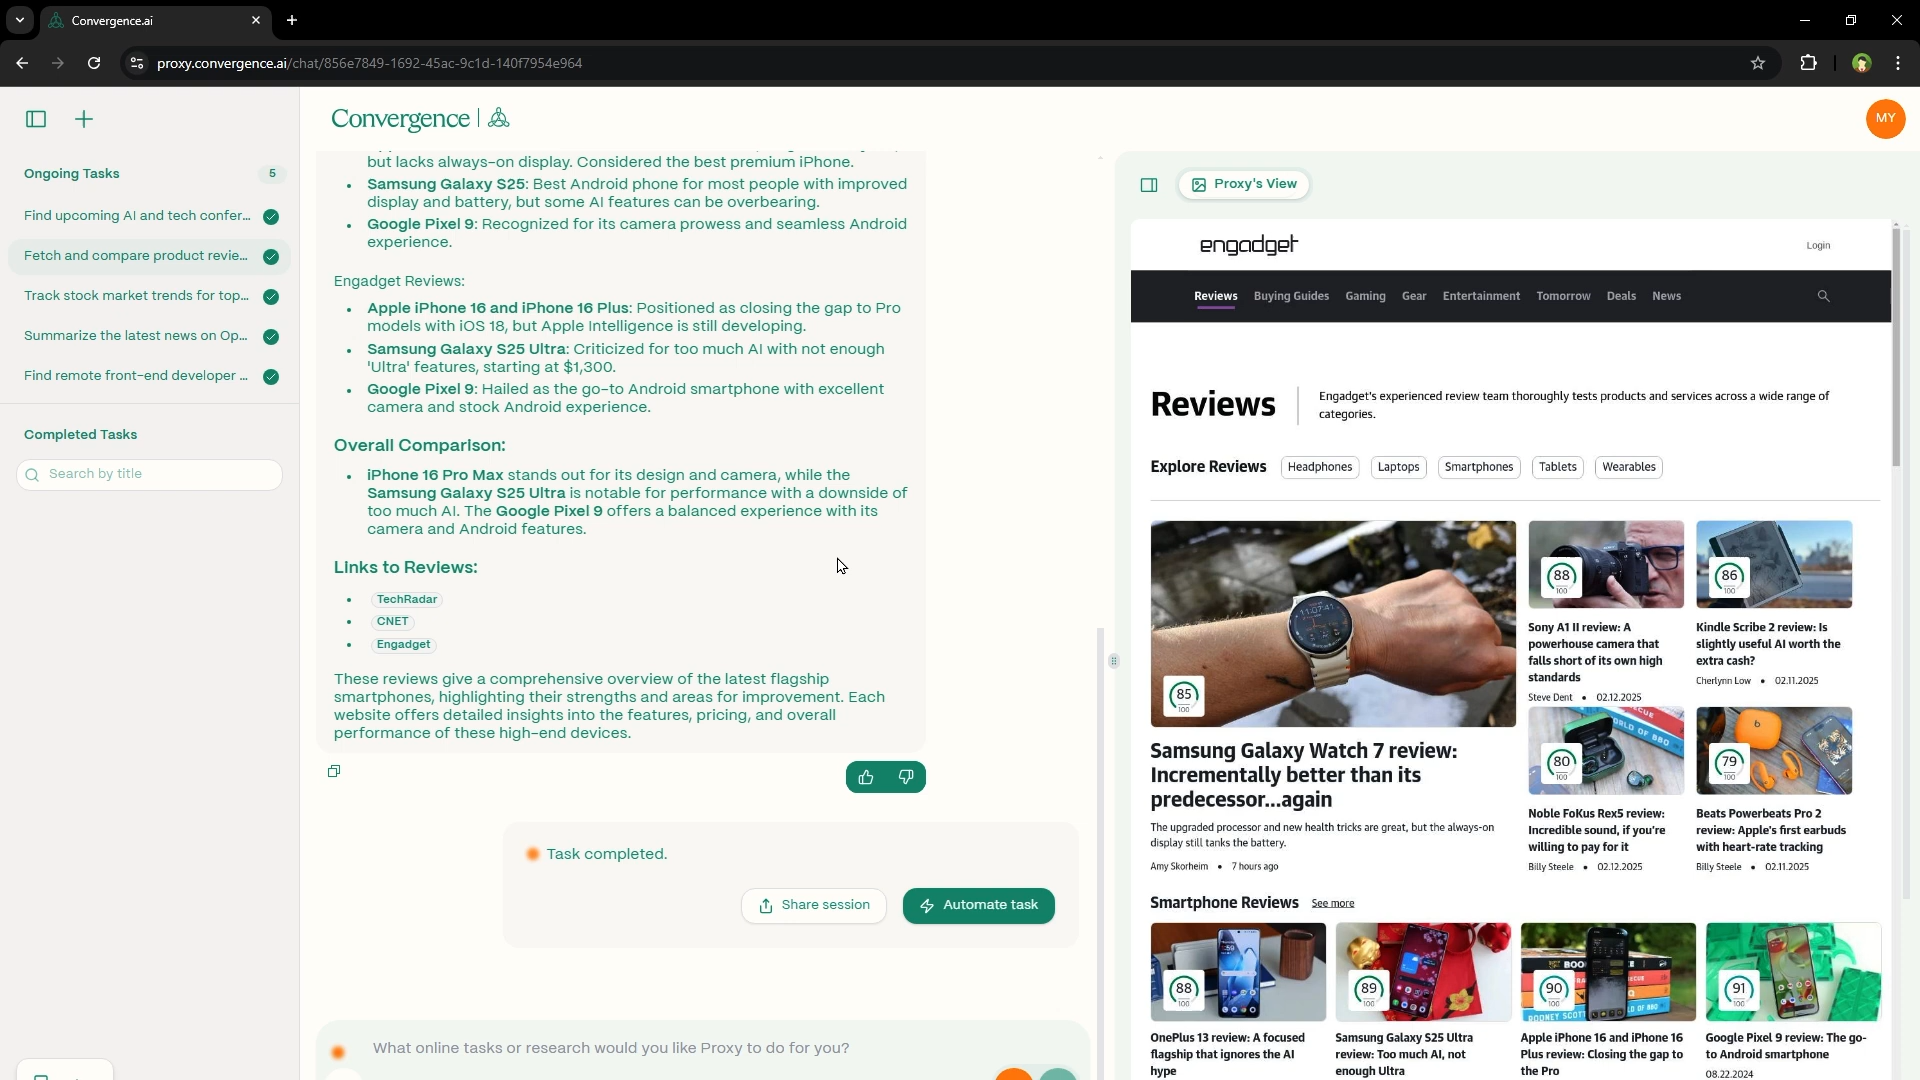 Convergence.ai
proxy.convergence.ai/chat/856e7849-1692-45ac-9c1d-140f7954e964
Ongoing Tasks
5
Find upcoming AI and tech confer...
Fetch and compare product revie...
Track stock market trends for top...
Summarize the latest news on Op...
Find remote front-end developer ...
Completed Tasks
Search by title
Convergence
MY
but lacks always-on display. Considered the best premium iPhone.
• Samsung Galaxy S25: Best Android phone for most people with improved
display and battery, but some AI features can be overbearing.
• Google Pixel 9: Recognized for its camera prowess and seamless Android
experience.
Engadget Reviews:
• Apple iPhone 16 and iPhone 16 Plus: Positioned as closing the gap to Pro
models with iOS 18, but Apple Intelligence is still developing.
• Samsung Galaxy S25 Ultra: Criticized for too much AI with not enough
'Ultra' features, starting at $1,300.
• Google Pixel 9: Hailed as the go-to Android smartphone with excellent
camera and stock Android experience.
Overall Comparison:
• iPhone 16 Pro Max stands out for its design and camera, while the
Samsung Galaxy S25 Ultra is notable for performance with a downside of
too much AI. The Google Pixel 9 offers a balanced experience with its
camera and Android features.
Links to Reviews:
• TechRadar
• CNET
• Engadget
These reviews give a comprehensive overview of the latest flagship
smartphones, highlighting their strengths and areas for improvement. Each
website offers detailed insights into the features, pricing, and overall
performance of these high-end devices.
Task completed.
Share session
Automate task
What online tasks or research would you like Proxy to do for you?
Proxy's View
engadget
Login
Reviews Buying Guides Gaming Gear Entertainment Tomorrow Deals News
Reviews
Engadget's experienced review team thoroughly tests products and services across a wide range of
categories.
Explore Reviews
Headphones
Laptops
Smartphones
Tablets
Wearables
11:07:41
85
100
Samsung Galaxy Watch 7 review:
Incrementally better than its
predecessor...again
The upgraded processor and new health tricks are great, but the always-on
display still tanks the battery.
Amy Skorheim • 7 hours ago
88
100
Sony A1 II review: A
powerhouse camera that
falls short of its own high
standards
Steve Dent • 02.12.2025
86
100
Kindle Scribe 2 review: Is
slightly useful AI worth the
extra cash?
Cherlynn Low • 02.11.2025
80
100
Noble FoKus Rex5 review:
Incredible sound, if you're
willing to pay for it
Billy Steele • 02.12.2025
79
100
Beats Powerbeats Pro 2
review: Apple's first earbuds
with heart-rate tracking
Billy Steele • 02.11.2025
Smartphone Reviews See more
88
100
OnePlus 13 review: A focused
flagship that ignores the AI
hype
89
100
Samsung Galaxy S25 Ultra
review: Too much AI, not
enough Ultra
90
100
Apple iPhone 16 and iPhone 16
Plus review: Closing the gap to
the Pro
91
100
Google Pixel 9 review: The go-
to Android smartphone
08.22.2024